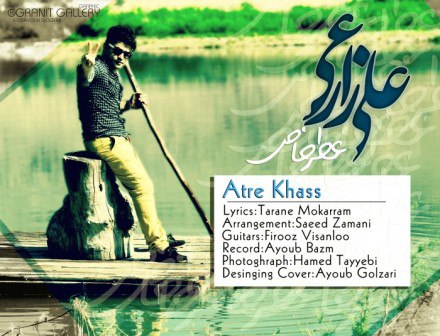 ©GRANIT GALLERY
علی زارعی
عطر خاص
Atre Khass
Lyrics:Tarane Mokarram
Arrangement:Saeed Zamani
Guitars:Firooz Visanloo
Record:Ayoub Bazm
Photoghraph:Hamed Tayyebi
Desinging Cover:Ayoub Golzari